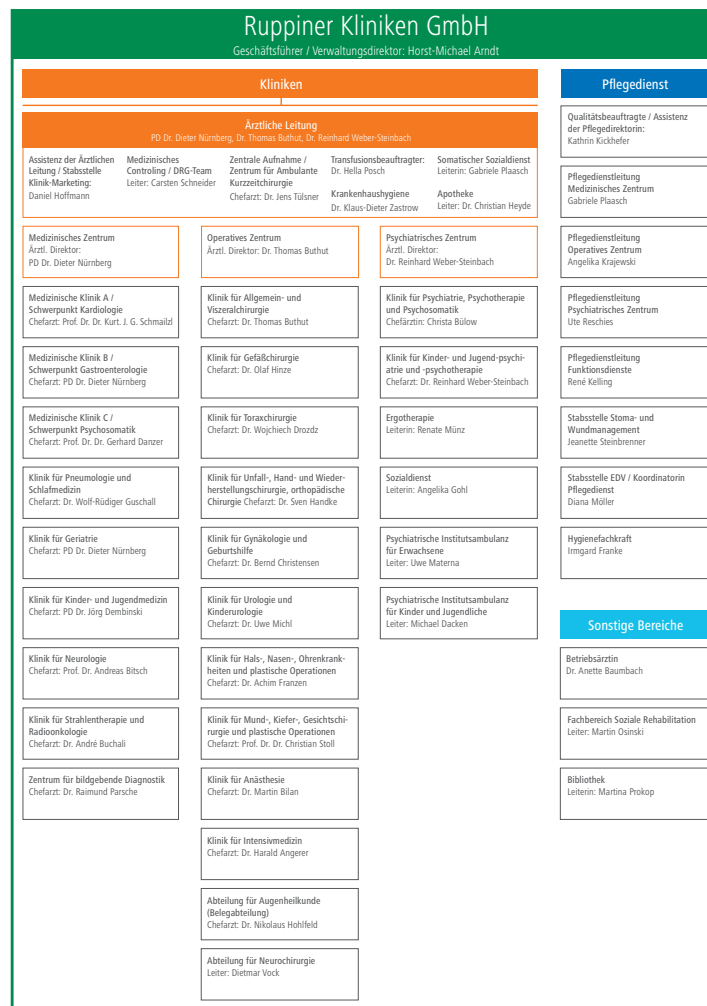 Ruppiner Kliniken GmbH
Geschäftsführer / Verwaltungsdirektor: Horst-Michael Arndt
Kliniken
Ärztliche Leitung
PD Dr. Dieter Nürnberg, Dr. Thomas Buthut, Dr. Reinhard Weber-Steinbach
Assistenz der Ärztlichen
Leitung / Stabsstelle
Klinik-Marketing:
Daniel Hoffmann
Medizinisches
Controling / DRG-Team
Leiter: Carsten Schneider
Zentrale Aufnahme /
Zentrum für Ambulante
Kurzzeitchirurgie
Chefarzt: Dr. Jens Tülsner
Transfusionsbeauftragter:
Dr. Hella Posch
Krankenhaushygiene
Dr. Klaus-Dieter Zastrow
Somatischer Sozialdienst
Leiterin: Gabriele Plaasch
Apotheke
Leiter: Dr. Christian Heyde
Medizinisches Zentrum
Ärztl. Direktor:
PD Dr. Dieter Nürnberg
Medizinische Klinik A /
Schwerpunkt Kardiologie
Chefarzt: Prof. Dr. Dr. Kurt. J. G. Schmailzl
Medizinische Klinik B /
Schwerpunkt Gastroenterologie
Chefarzt: PD Dr. Dieter Nürnberg
Medizinische Klinik C /
Schwerpunkt Psychosomatik
Chefarzt: Prof. Dr. Dr. Gerhard Danzer
Klinik für Pneumologie und
Schlafmedizin
Chefarzt: Dr. Wolf-Rüdiger Guschall
Klinik für Geriatrie
Chefarzt: PD Dr. Dieter Nürnberg
Klinik für Kinder- und Jugendmedizin
Chefarzt: PD Dr. Jörg Dembinski
Klinik für Neurologie
Chefarzt: Prof. Dr. Andreas Bitsch
Klinik für Strahlentherapie und
Radioonkologie
Chefarzt: Dr. André Buchali
Zentrum für bildgebende Diagnostik
Chefarzt: Dr. Raimund Parsche
Operatives Zentrum
Ärztl. Direktor: Dr. Thomas Buthut
Klinik für Allgemein- und
Viszeralchirurgie
Chefarzt: Dr. Thomas Buthut
Klinik für Gefäßchirurgie
Chefarzt: Dr. Olaf Hinze
Klinik für Toraxchirurgie
Chefarzt: Dr. Wojchiech Drozdz
Klinik für Unfall-, Hand- und Wieder-
herstellungschirurgie, orthopädische
Chirurgie Chefarzt: Dr. Sven Handke
Klinik für Gynäkologie und
Geburtshilfe
Chefarzt: Dr. Bernd Christensen
Klinik für Urologie und
Kinderurologie
Chefarzt: Dr. Uwe Michl
Klinik für Hals-, Nasen-, Ohrenkrank-
heiten und plastische Operationen
Chefarzt: Dr. Achim Franzen
Klinik für Mund-, Kiefer-, Gesichtschi-
rurgie und plastische Operationen
Chefarzt: Prof. Dr. Dr. Christian Stoll
Klinik für Anästhesie
Chefarzt: Dr. Martin Bilan
Klinik für Intensivmedizin
Chefarzt: Dr. Harald Angerer
Abteilung für Augenheilkunde
(Belegabteilung)
Chefarzt: Dr. Nikolaus Hohlfeld
Abteilung für Neurochirurgie
Leiter: Dietmar Vock
Psychiatrisches Zentrum
Ärztl. Direktor:
Dr. Reinhard Weber-Steinbach
Klinik für Psychiatrie, Psychotherapie
und Psychosomatik
Chefärztin: Christa Bülow
Klinik für Kinder- und Jugend-psychi-
atrie und -psychotherapie
Chefarzt: Dr. Reinhard Weber-Steinbach
Ergotherapie
Leiterin: Renate Münz
Sozialdienst
Leiterin: Angelika Gohl
Psychiatrische Institutsambulanz
für Erwachsene
Leiter: Uwe Materna
Psychiatrische Institutsambulanz
für Kinder und Jugendliche
Leiter: Michael Dacken
Pflegedienst
Qualitätsbeauftragte / Assistenz
der Pflegedirektorin:
Kathrin Kickhefer
Pflegedienstleitung
Medizinisches Zentrum
Gabriele Plaasch
Pflegedienstleitung
Operatives Zentrum
Angelika Krajewski
Pflegedienstleitung
Psychiatrisches Zentrum
Ute Reschies
Pflegedienstleitung
Funktionsdienste
René Kelling
Stabsstelle Stoma- und
Wundmanagement
Jeanette Steinbrenner
Stabsstelle EDV / Koordinatorin
Pflegedienst
Diana Möller
Hygienefachkraft
Irmgard Franke
Sonstige Bereiche
Betriebsärztin
Dr. Anette Baumbach
Fachbereich Soziale Rehabilitation
Leiter: Martin Osinski
Bibliothek
Leiterin: Martina Prokop